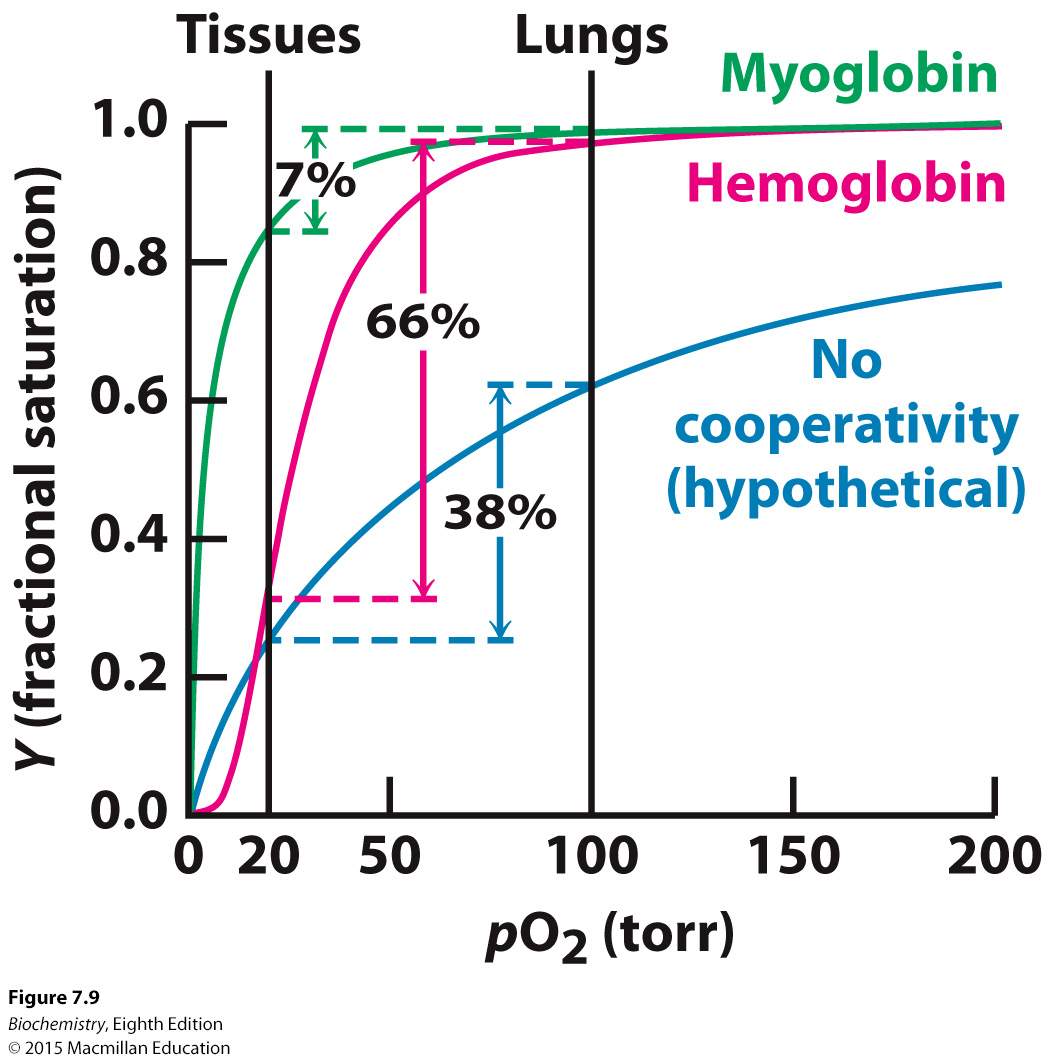 Tissues
Lungs
Myoglobin
Hemoglobin
No
cooperativity
(hypothetical)
7%
66%
38%
Y (fractional saturation)
1.0
0.8
0.6
0.4
0.2
0.0
0 20 50 100 150 200
pO₂ (torr)
Figure 7.9
Biochemistry, Eighth Edition
© 2015 Macmillan Education